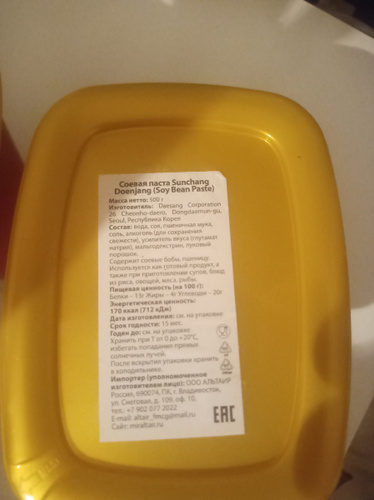 Соевая паста Sunchang
Doenjang (Soy Bean Paste)
Масса нетто: 500 г
Изготовитель: Daesang Corporation
26 Cheonho-daero, Dongdaemun-gu,
Seoul, Республика Корея
Состав: вода, соя, пшеничная мука,
соль, алкоголь (для сохранения
свежести), усилитель вкуса (глутамат
натрия), мальтодекстрин, луковый
порошок.
Содержит соевые бобы, пшеницу
Используется как готовый продукт, а
также при приготовлении супов, блюд
из риса, овощей, мяса, рыбы.
Пищевая ценность (на 100 г):
Белки – 13г Жиры – 4г Углеводы – 20г
Энергетическая ценность:
170 ккал (712 кДж)
Дата изготовления: см. на упаковке
Срок годности: 15 мес.
Годен до: см. на упаковке
Хранить при Т от 0 до +20°С,
избегать попадания прямых
солнечных лучей.
После вскрытия упаковки хранить
в холодильнике.
Импортер (уполномоченное
изготовителем лицо): ООО АЛЬТАИР
Россия, 690074, ПК, г. Владивосток,
ул. Снеговая, д. 109, оф. 10,
тел.: +7 902 077 2022
E-mail: altair_fmcg@mail.ru
Сайт: miraltair.ru
EAC